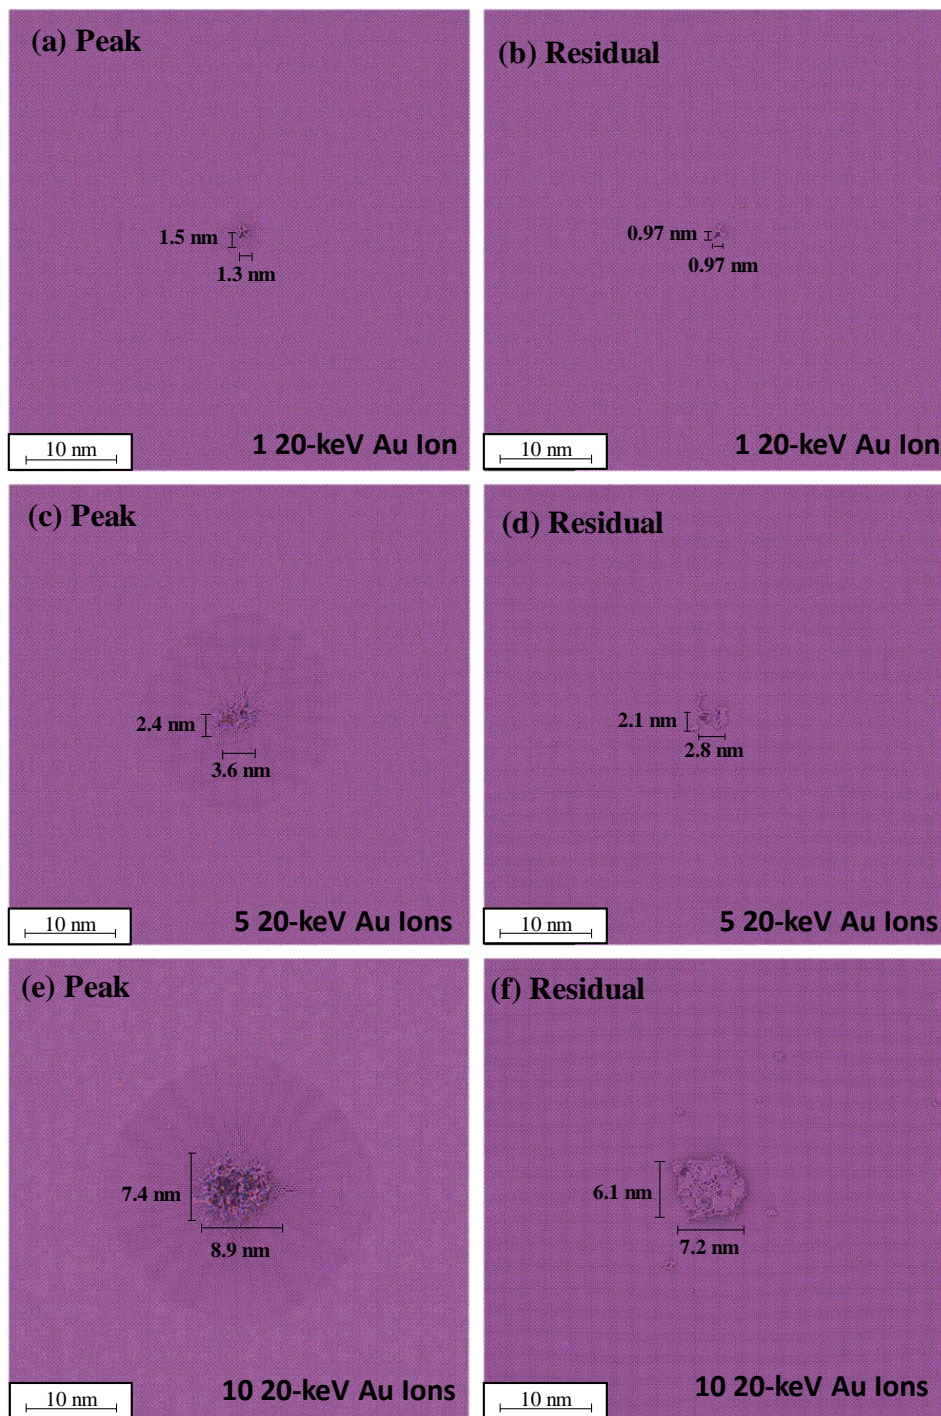 (a) Peak
1.5 nm
1.3 nm
10 nm
1 20-keV Au Ion
(b) Residual
0.97 nm
0.97 nm
10 nm
1 20-keV Au Ion
(c) Peak
2.4 nm
3.6 nm
10 nm
5 20-keV Au Ions
(d) Residual
2.1 nm
2.8 nm
10 nm
5 20-keV Au Ions
(e) Peak
7.4 nm
8.9 nm
10 nm
10 20-keV Au Ions
(f) Residual
6.1 nm
7.2 nm
10 nm
10 20-keV Au Ions